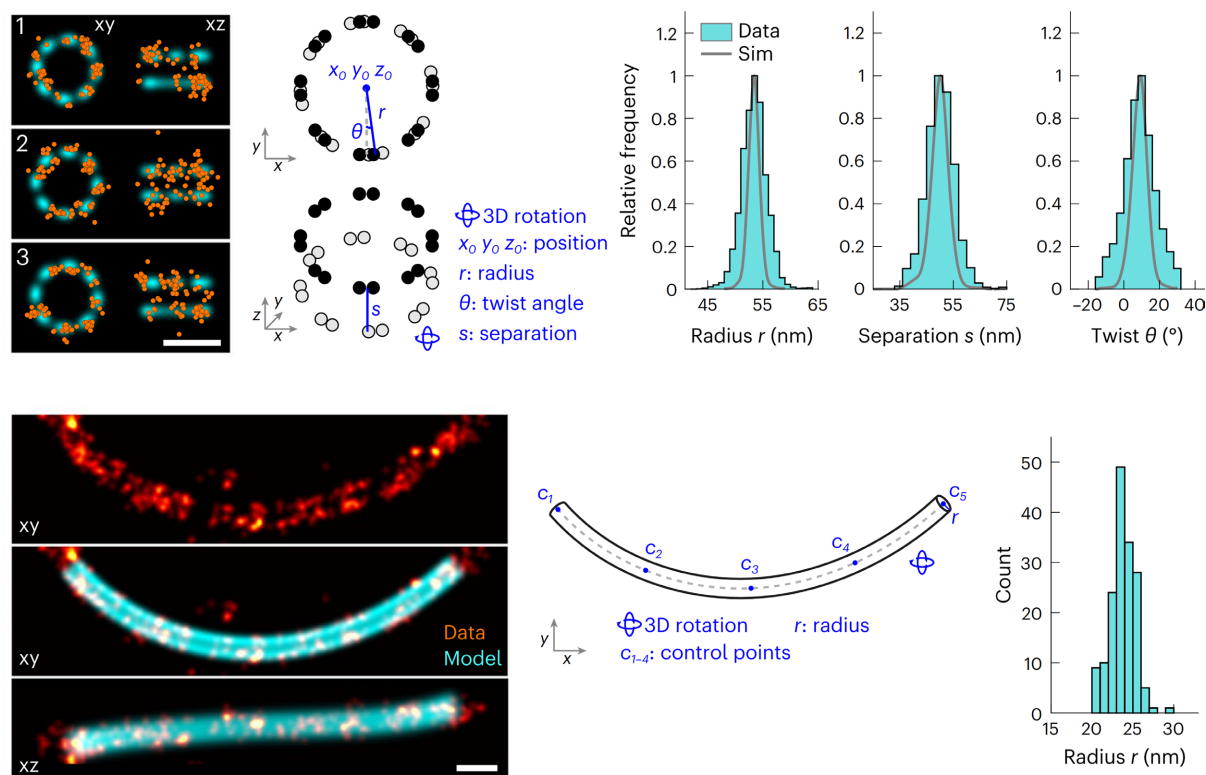 1 xy xz
2
3
x₀ y₀ z₀
r
θ
y
x
3D rotation
x₀ y₀ z₀: position
r: radius
θ: twist angle
s: separation
s
z y
x
Relative frequency
1.2
1
0.8
0.6
0.4
0.2
0
45 55 65
Radius r (nm)
Data
Sim
1.2
1
0.8
0.6
0.4
0.2
0
35 55 75
Separation s (nm)
1.2
1
0.8
0.6
0.4
0.2
0
−20 0 20 40
Twist θ (°)
xy
Data
Model
xy
xz
c₁
c₂
c₃
c₄
c₅
r
y
x
3D rotation r: radius
c₁₋₄: control points
Count
50
40
30
20
10
0
15 20 25 30
Radius r (nm)